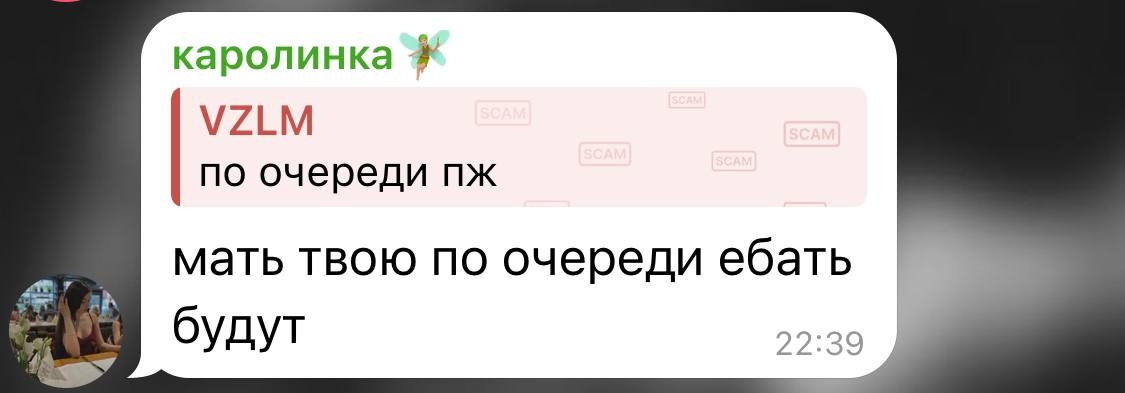 каролинка🧚
VZLM
SCAM
SCAM
SCAM
SCAM
SCAM
по очереди пж
мать твою по очереди ебать
будут
22:39